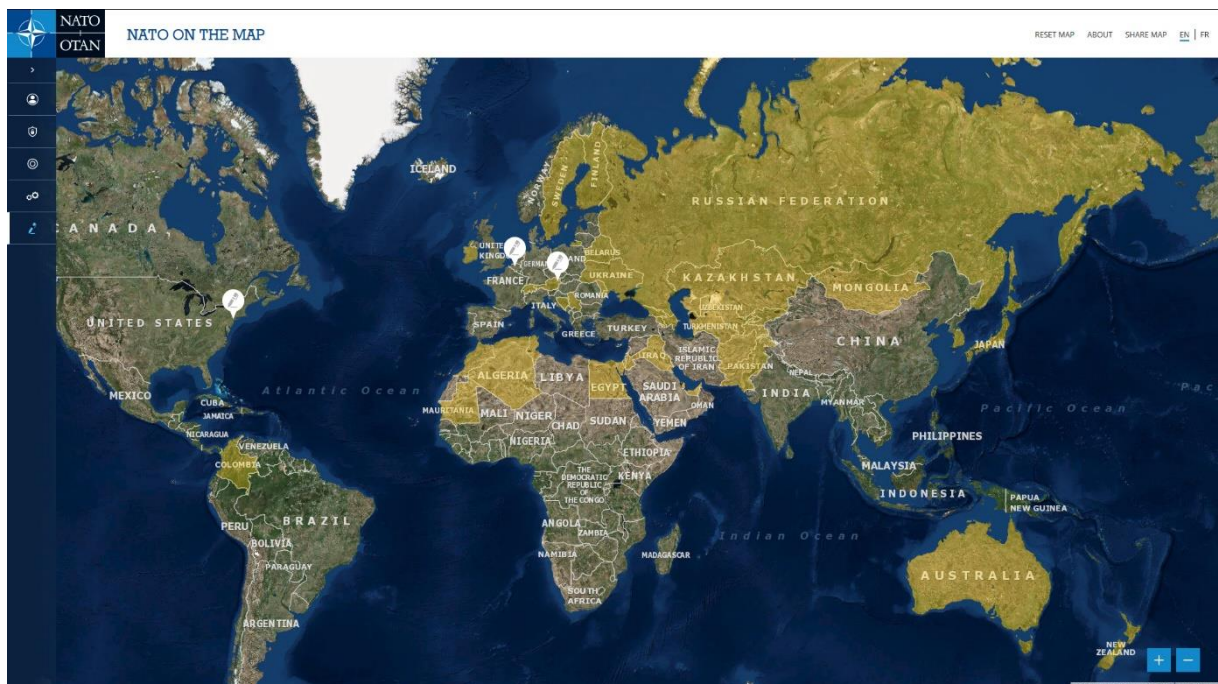 NATO
OTAN
NATO ON THE MAP
RESET MAP
ABOUT
SHARE MAP
EN | FR
ICELAND
NORWAY
SWEDEN
FINLAND
RUSSIAN FEDERATION
CANADA
UNITE
KINGD
GERMAN
AND
BELARUS
UKRAINE
FRANCE
KAZAKHSTAN
MONGOLIA
ROMANIA
ITALY
UZBEKISTAN
UNITED STATES
SPAIN
GREECE
TURKEY
TURKMENISTAN
CHINA
JAPAN
ISLAMIC
REPUBLIC
OF IRAN
IRAQ
PAKISTAN
NEPAL
ALGERIA
LIBYA
EGYPT
SAUDI
ARABIA
INDIA
Atlantic Ocean
MEXICO
CUBA
JAMAICA
MAURITANIA
MALI
NIGER
CHAD
SUDAN
OMAN
YEMEN
MYANMAR
Pacific Ocean
Pac
NICARAGUA
VENEZUELA
COLOMBIA
NIGERIA
ETHIOPIA
PHILIPPINES
THE
DEMOCRATIC
REPUBLIC
OF
THE CONGO
KENYA
MALAYSIA
INDONESIA
PAPUA
NEW GUINEA
PERU
BRAZIL
ANGOLA
ZAMBIA
Indian Ocean
BOLIVIA
NAMIBIA
MADAGASCAR
PARAGUAY
AUSTRALIA
SOUTH
AFRICA
ARGENTINA
NEW
ZEALAND